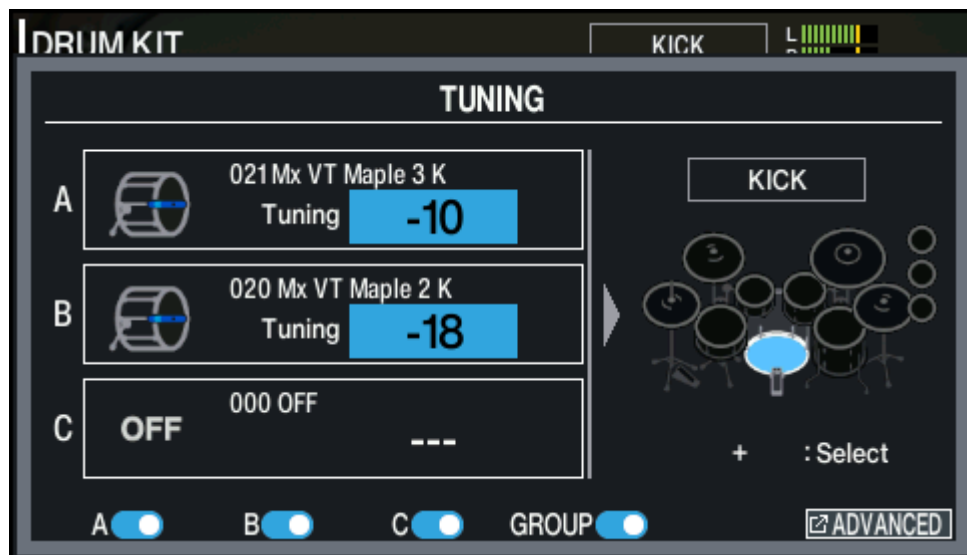 DRUM KIT
KICK
L
R
TUNING
A
021 Mx VT Maple 3 K
Tuning
-10
B
020 Mx VT Maple 2 K
Tuning
-18
C
OFF
000 OFF
---
KICK
+ : Select
A B C GROUP
ADVANCED